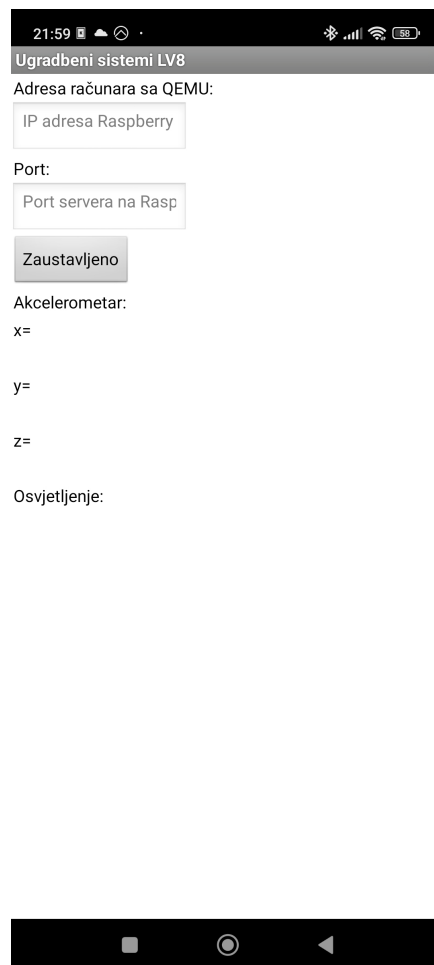 21:59
58
Ugradbeni sistemi LV8
Adresa računara sa QEMU:
IP adresa Raspberry
Port:
Port servera na Rasp
Zaustavljeno
Akcelerometar:
x=
y=
z=
Osvjetljenje: